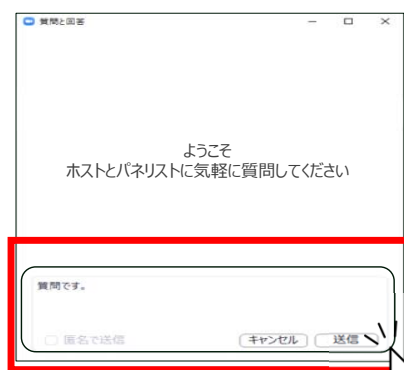 質問と回答
ようこそ
ホストとパネリストに気軽に質問してください
質問です。
匿名で送信
キャンセル 送信